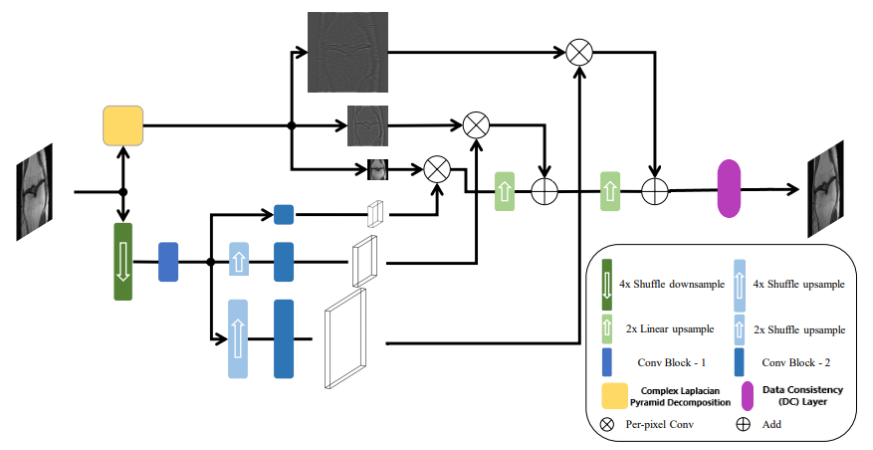 4x Shuffle downsample
4x Shuffle upsample
2x Linear upsample
2x Shuffle upsample
Conv Block - 1
Conv Block - 2
Complex Laplacian
Pyramid Decomposition
Data Consistency
(DC) Layer
Per-pixel Conv
Add